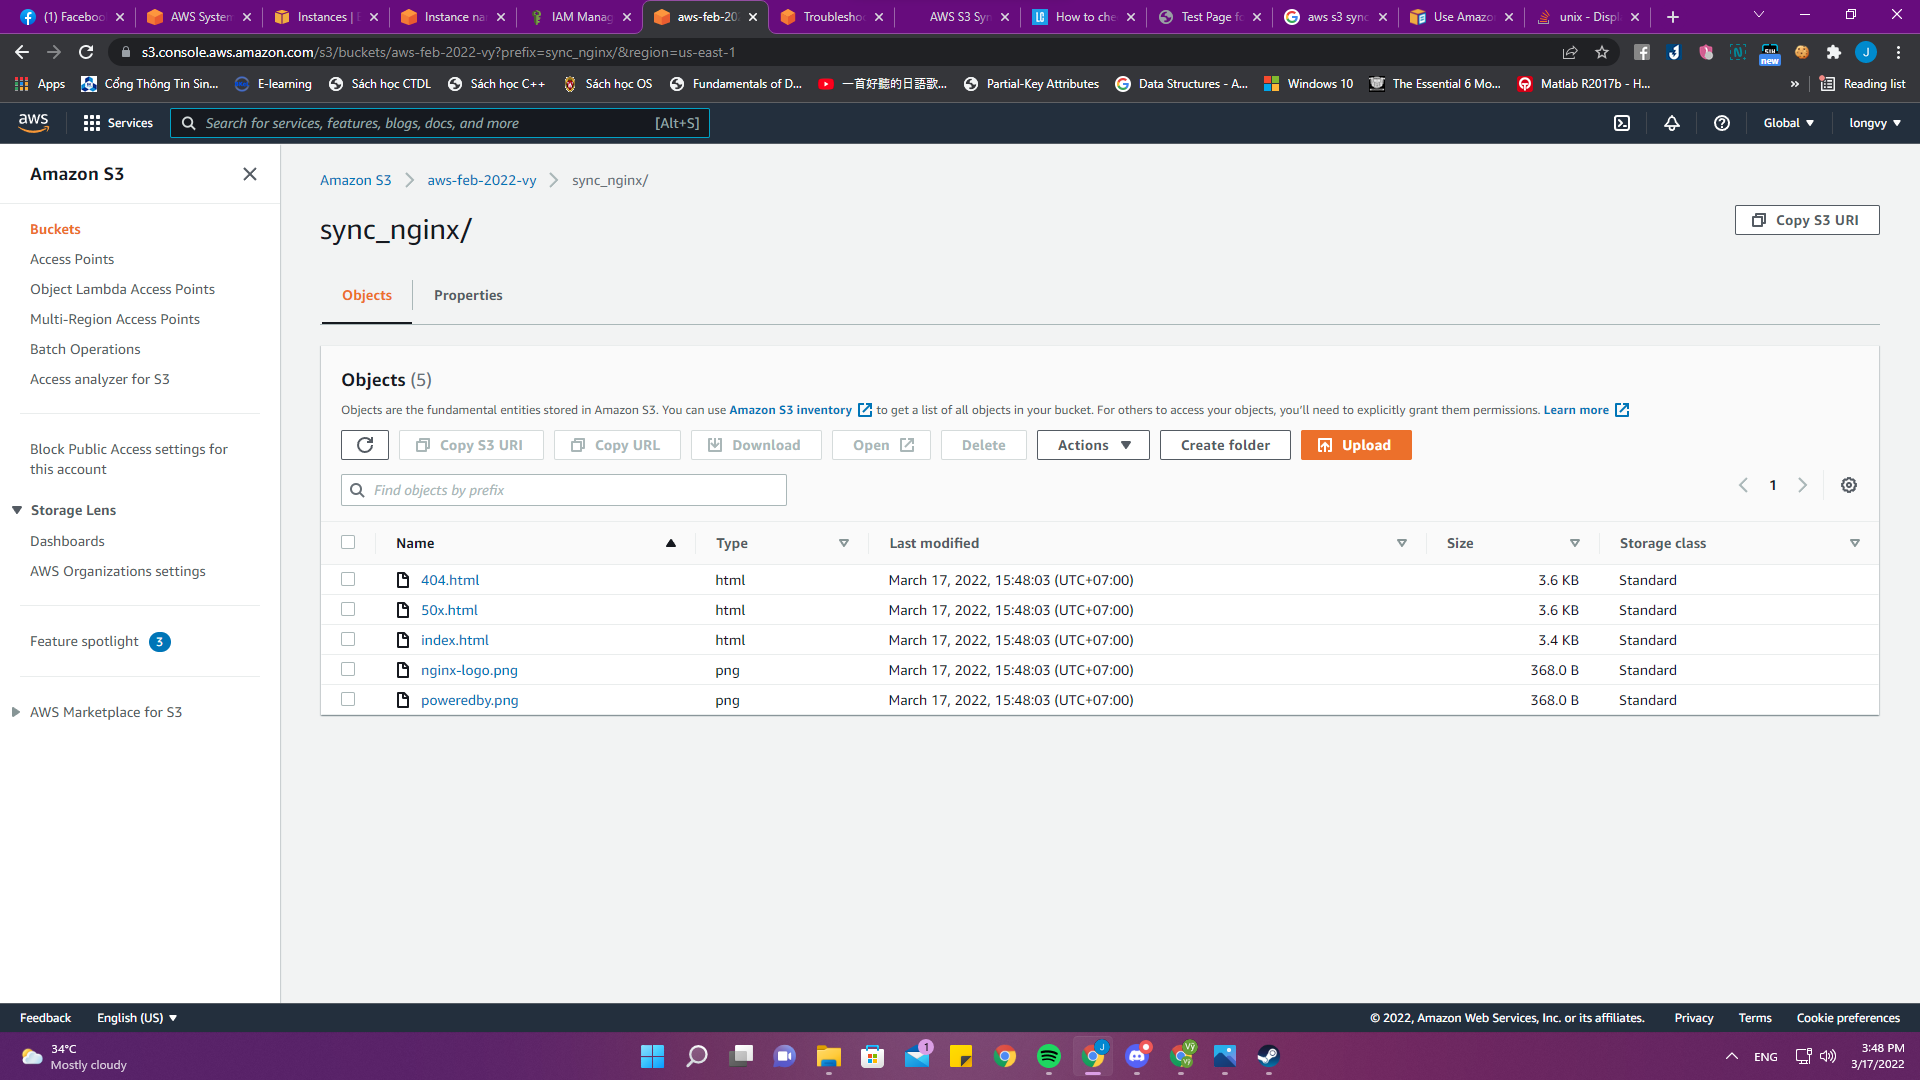 (1) Faceboo
AWS System
Instances | E
Instance na
IAM Manag
aws-feb-20
Troubleshoo
AWS S3 Syn
How to che
Test Page fo
aws s3 sync
Use Amazon
unix - Displ
s3.console.aws.amazon.com/s3/buckets/aws-feb-2022-vy?prefix=sync_nginx/&region=us-east-1
new
J
Apps
Cổng Thông Tin Sin...
E-learning
Sách học CTDL
Sách học C++
Sách học OS
Fundamentals of D...
一首好聽的日語歌...
Partial-Key Attributes
Data Structures - A...
Windows 10
The Essential 6 Mo...
Matlab R2017b - H...
»
Reading list
aws
Services
Search for services, features, blogs, docs, and more
[Alt+S]
Global
longvy
Amazon S3
Buckets
Access Points
Object Lambda Access Points
Multi-Region Access Points
Batch Operations
Access analyzer for S3
Block Public Access settings for
this account
Storage Lens
Dashboards
AWS Organizations settings
Feature spotlight 3
AWS Marketplace for S3
Amazon S3
aws-feb-2022-vy
sync_nginx/
sync_nginx/
Copy S3 URI
Objects
Properties
Objects (5)
Objects are the fundamental entities stored in Amazon S3. You can use Amazon S3 inventory to get a list of all objects in your bucket. For others to access your objects, you'll need to explicitly grant them permissions. Learn more
Copy S3 URI
Copy URL
Download
Open
Delete
Actions
Create folder
Upload
Find objects by prefix
1
Name Type Last modified Size Storage class
404.html html March 17, 2022, 15:48:03 (UTC+07:00) 3.6 KB Standard
50x.html html March 17, 2022, 15:48:03 (UTC+07:00) 3.6 KB Standard
index.html html March 17, 2022, 15:48:03 (UTC+07:00) 3.4 KB Standard
nginx-logo.png png March 17, 2022, 15:48:03 (UTC+07:00) 368.0 B Standard
poweredby.png png March 17, 2022, 15:48:03 (UTC+07:00) 368.0 B Standard
Feedback
English (US)
© 2022, Amazon Web Services, Inc. or its affiliates.
Privacy
Terms
Cookie preferences
34°C
Mostly cloudy
1
ENG
3:48 PM
3/17/2022